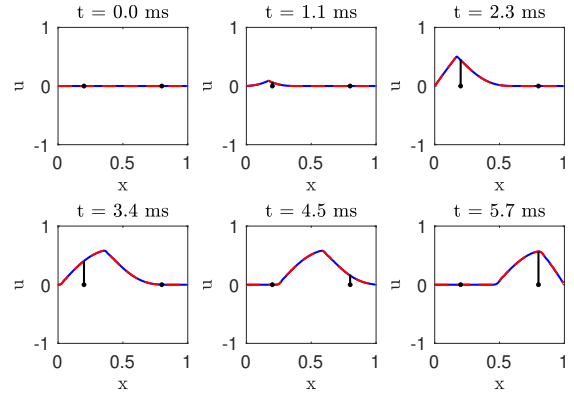 t = 0.0 ms t = 1.1 ms t = 2.3 ms
1 1 1
u u u
0 0 0
-1 -1 -1
0 0.5 1 0 0.5 1 0 0.5 1
x x x
t = 3.4 ms t = 4.5 ms t = 5.7 ms
1 1 1
u u u
0 0 0
-1 -1 -1
0 0.5 1 0 0.5 1 0 0.5 1
x x x